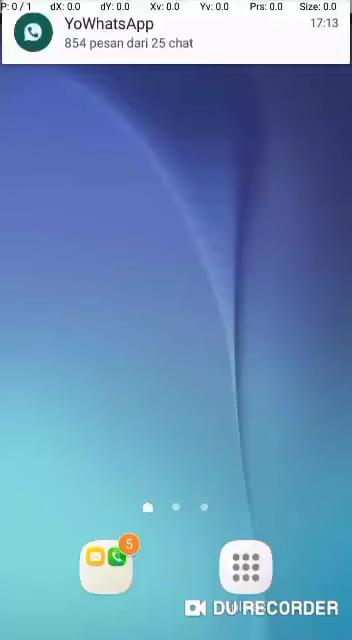 P: 0 / 1 dX: 0.0 dY: 0.0 Xv: 0.0 Yv: 0.0 Prs: 0.0 Size: 0.0
YoWhatsApp 17:13
854 pesan dari 25 chat
5
DU RECORDER